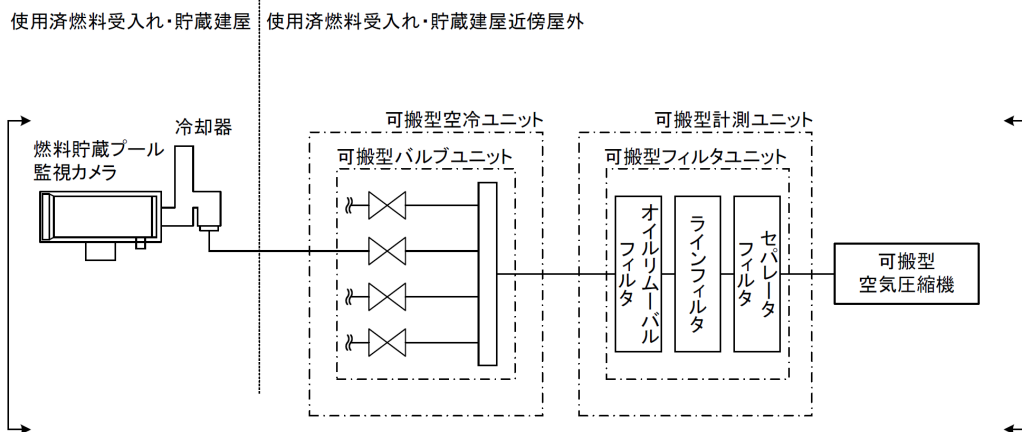 使用済燃料受入れ・貯蔵建屋
使用済燃料受入れ・貯蔵建屋近傍屋外
冷却器
燃料貯蔵プール
監視カメラ
可搬型空冷ユニット
可搬型バルブユニット
可搬型計測ユニット
可搬型フィルタユニット
オイルリムーバル
フィルタ
ラインフィルタ
セパレータ
フィルタ
可搬型
空気圧縮機